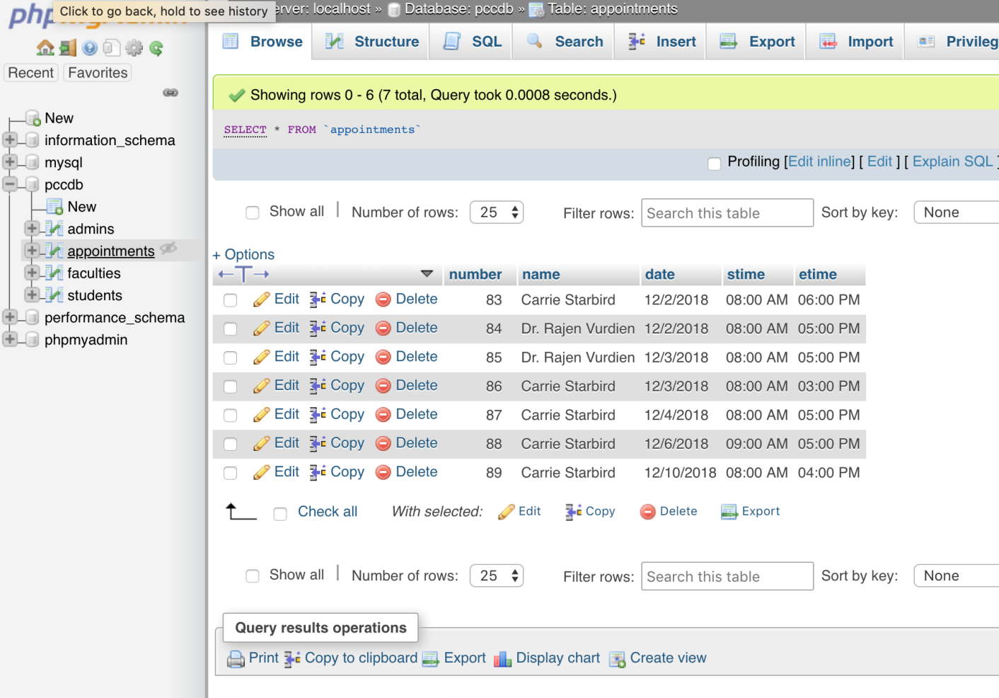 Click to go back, hold to see history
erver: localhost » Database: pccdb » Table: appointments
php
Recent Favorites
New
information_schema
mysql
pccdb
New
admins
appointments
faculties
students
performance_schema
phpmyadmin
Browse Structure SQL Search Insert Export Import Privileg
Showing rows 0 - 6 (7 total, Query took 0.0008 seconds.)
SELECT * FROM `appointments`
Profiling [Edit inline] [ Edit ] [ Explain SQL ]
Show all | Number of rows: 25 Filter rows: Search this table Sort by key: None
+ Options
←T→ number name date stime etime
Edit Copy Delete 83 Carrie Starbird 12/2/2018 08:00 AM 06:00 PM
Edit Copy Delete 84 Dr. Rajen Vurdien 12/2/2018 08:00 AM 05:00 PM
Edit Copy Delete 85 Dr. Rajen Vurdien 12/3/2018 08:00 AM 05:00 PM
Edit Copy Delete 86 Carrie Starbird 12/3/2018 08:00 AM 03:00 PM
Edit Copy Delete 87 Carrie Starbird 12/4/2018 08:00 AM 05:00 PM
Edit Copy Delete 88 Carrie Starbird 12/6/2018 09:00 AM 05:00 PM
Edit Copy Delete 89 Carrie Starbird 12/10/2018 08:00 AM 04:00 PM
Check all With selected: Edit Copy Delete Export
Show all | Number of rows: 25 Filter rows: Search this table Sort by key: None
Query results operations
Print Copy to clipboard Export Display chart Create view